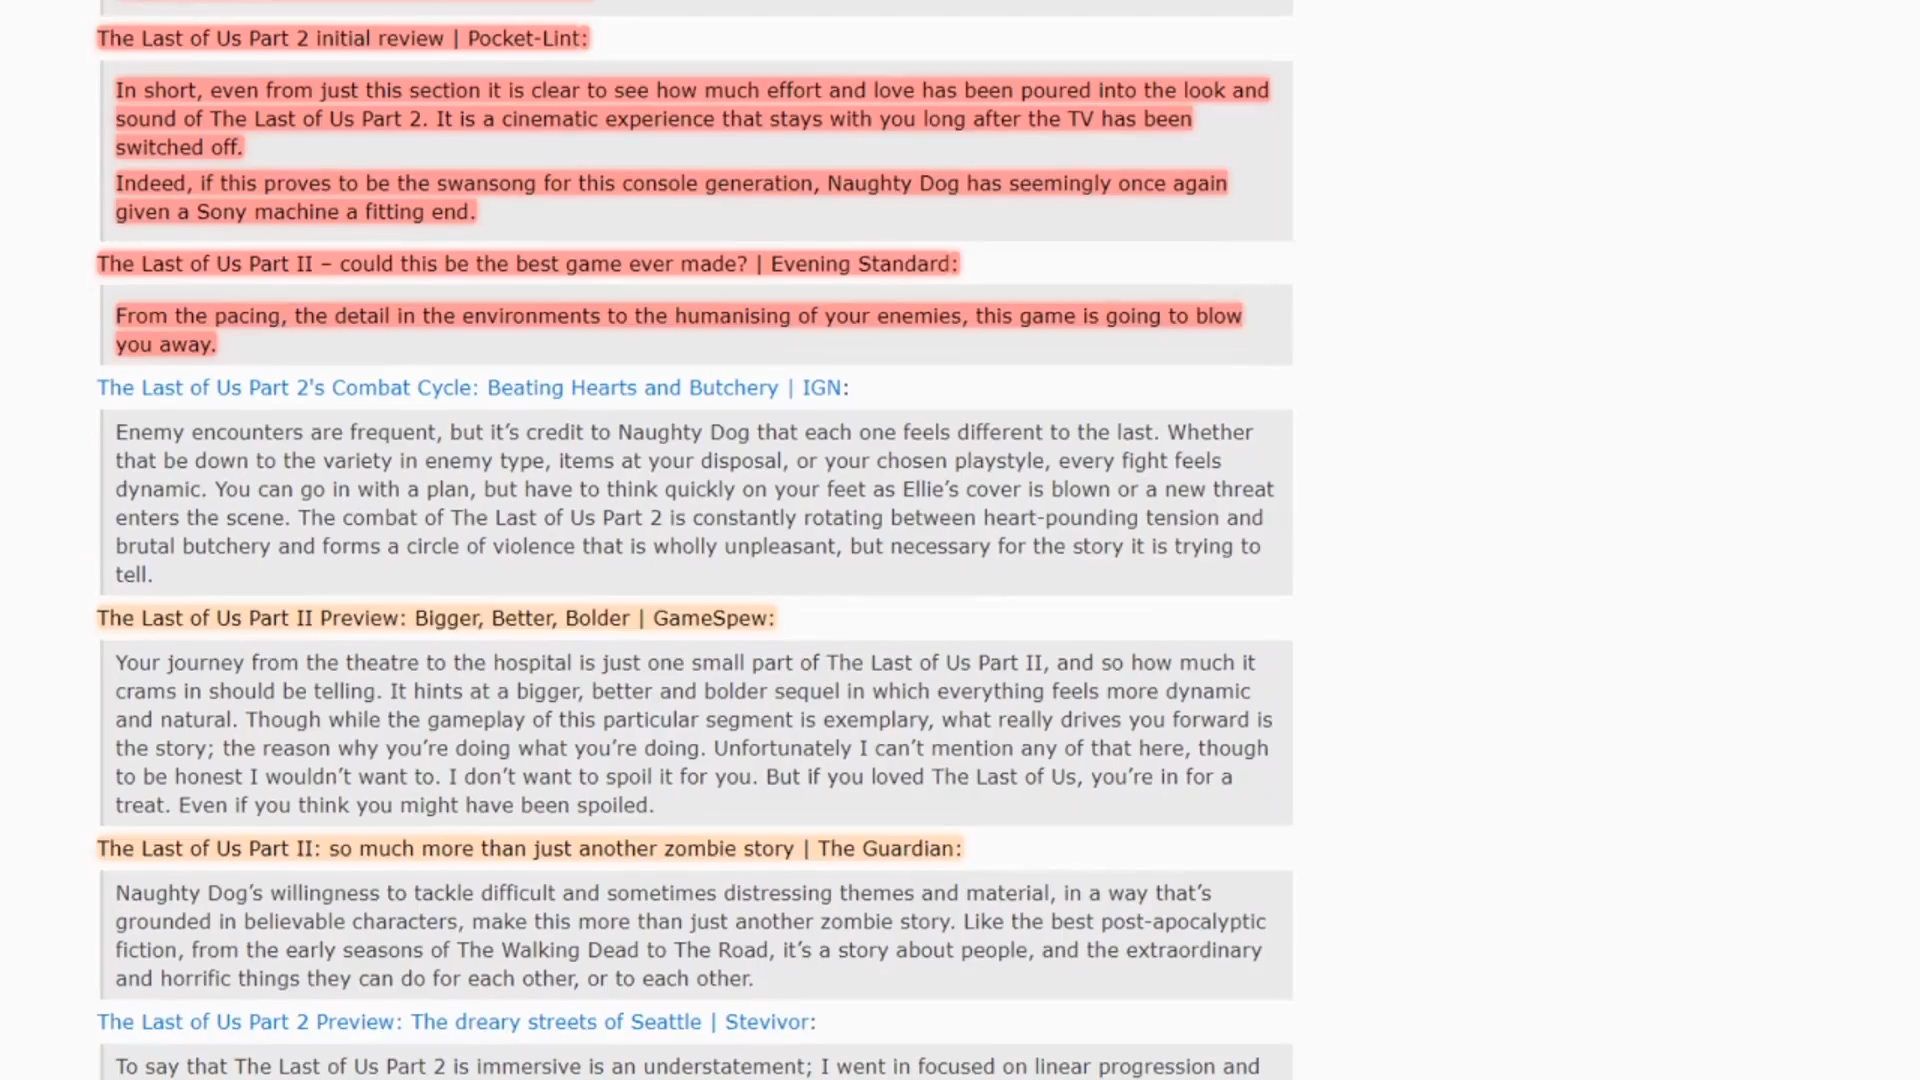 The Last of Us Part 2 initial review | Pocket-Lint:
In short, even from just this section it is clear to see how much effort and love has been poured into the look and
sound of The Last of Us Part 2. It is a cinematic experience that stays with you long after the TV has been
switched off.
Indeed, if this proves to be the swansong for this console generation, Naughty Dog has seemingly once again
given a Sony machine a fitting end.
The Last of Us Part II – could this be the best game ever made? | Evening Standard:
From the pacing, the detail in the environments to the humanising of your enemies, this game is going to blow
you away.
The Last of Us Part 2's Combat Cycle: Beating Hearts and Butchery | IGN:
Enemy encounters are frequent, but it’s credit to Naughty Dog that each one feels different to the last. Whether
that be down to the variety in enemy type, items at your disposal, or your chosen playstyle, every fight feels
dynamic. You can go in with a plan, but have to think quickly on your feet as Ellie’s cover is blown or a new threat
enters the scene. The combat of The Last of Us Part 2 is constantly rotating between heart-pounding tension and
brutal butchery and forms a circle of violence that is wholly unpleasant, but necessary for the story it is trying to
tell.
The Last of Us Part II Preview: Bigger, Better, Bolder | GameSpew:
Your journey from the theatre to the hospital is just one small part of The Last of Us Part II, and so how much it
crams in should be telling. It hints at a bigger, better and bolder sequel in which everything feels more dynamic
and natural. Though while the gameplay of this particular segment is exemplary, what really drives you forward is
the story; the reason why you’re doing what you’re doing. Unfortunately I can’t mention any of that here, though
to be honest I wouldn’t want to. I don’t want to spoil it for you. But if you loved The Last of Us, you’re in for a
treat. Even if you think you might have been spoiled.
The Last of Us Part II: so much more than just another zombie story | The Guardian:
Naughty Dog’s willingness to tackle difficult and sometimes distressing themes and material, in a way that’s
grounded in believable characters, make this more than just another zombie story. Like the best post-apocalyptic
fiction, from the early seasons of The Walking Dead to The Road, it’s a story about people, and the extraordinary
and horrific things they can do for each other, or to each other.
The Last of Us Part 2 Preview: The dreary streets of Seattle | Stevivor:
To say that The Last of Us Part 2 is immersive is an understatement; I went in focused on linear progression and